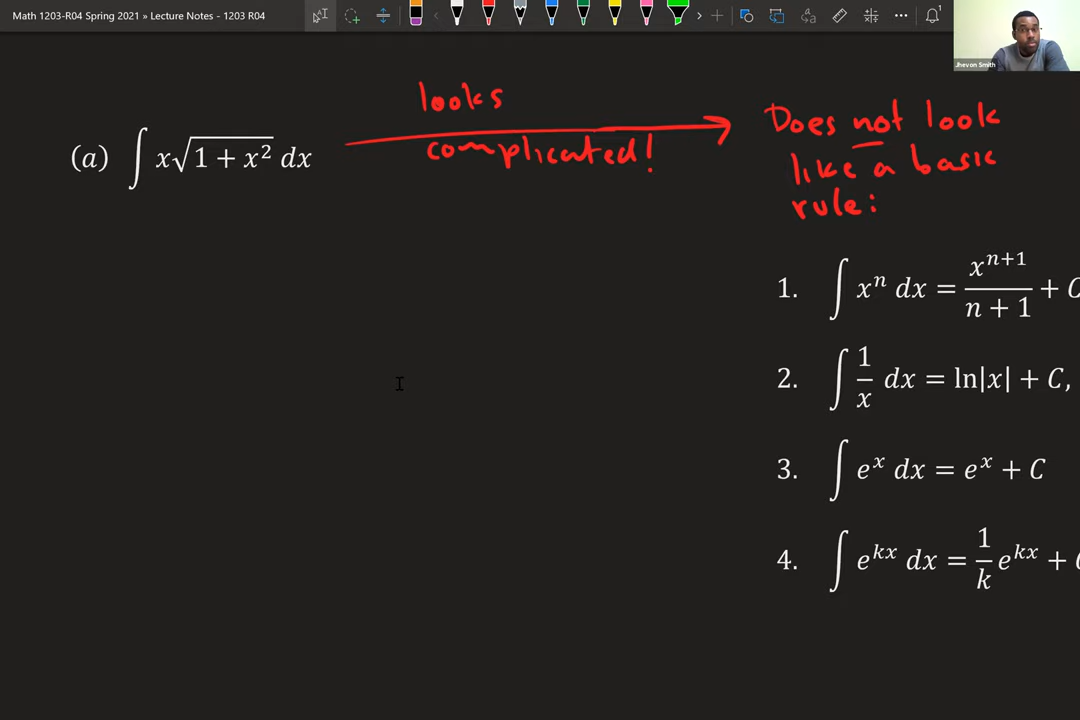 Math 1203-R04 Spring 2021 » Lecture Notes - 1203 R04
Jhevon Smith
looks
complicated!
(a) ∫ x√(1 + x²) dx
Does not look
like a basic
rule:
1. ∫ xⁿ dx = xⁿ⁺¹/(n + 1) + C
2. ∫ 1/x dx = ln|x| + C,
3. ∫ eˣ dx = eˣ + C
4. ∫ eᵏˣ dx = 1/k eᵏˣ +